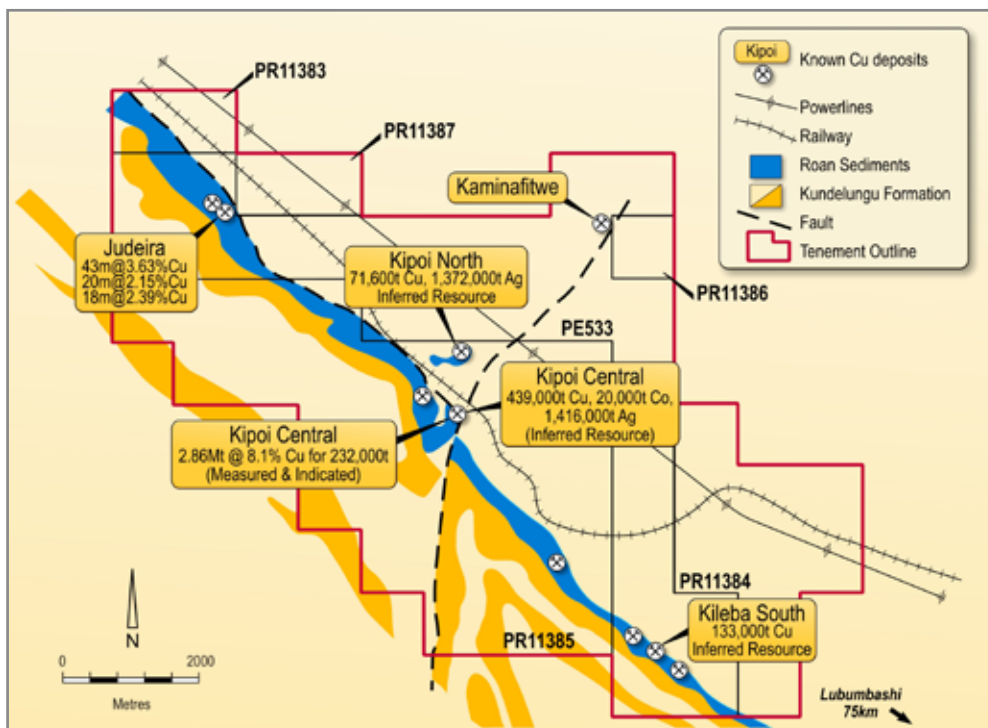 PR11383
PR11387
Kaminafitwe
Judeira
43m@3.63%Cu
20m@2.15%Cu
18m@2.39%Cu
Kipoi North
71,600t Cu, 1,372,000t Ag
Inferred Resource
PR11386
PE533
Kipoi Central
439,000t Cu, 20,000t Co,
1,416,000t Ag
(Inferred Resource)
Kipoi Central
2.86Mt @ 8.1% Cu for 232,000t
(Measured & Indicated)
PR11384
Kileba South
133,000t Cu
Inferred Resource
PR11385
N
0 2000
Metres
Lubumbashi
75km
Kipoi
Known Cu deposits
Powerlines
Railway
Roan Sediments
Kundelungu Formation
Fault
Tenement Outline